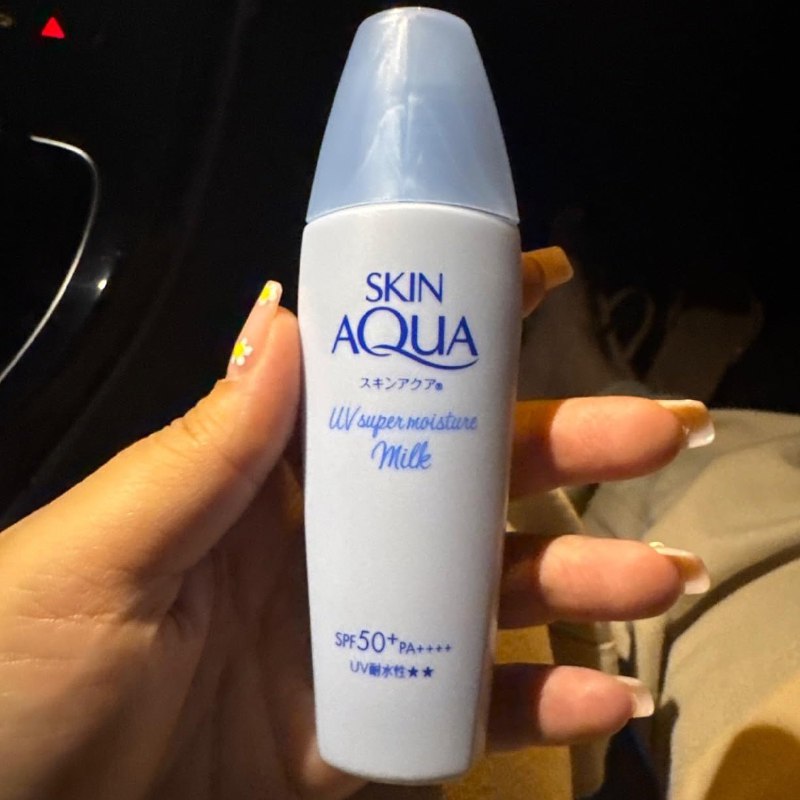 SKIN
AQUA
スキンアクア®
UV super moisture
Milk
SPF50+PA++++
UV耐水性★★